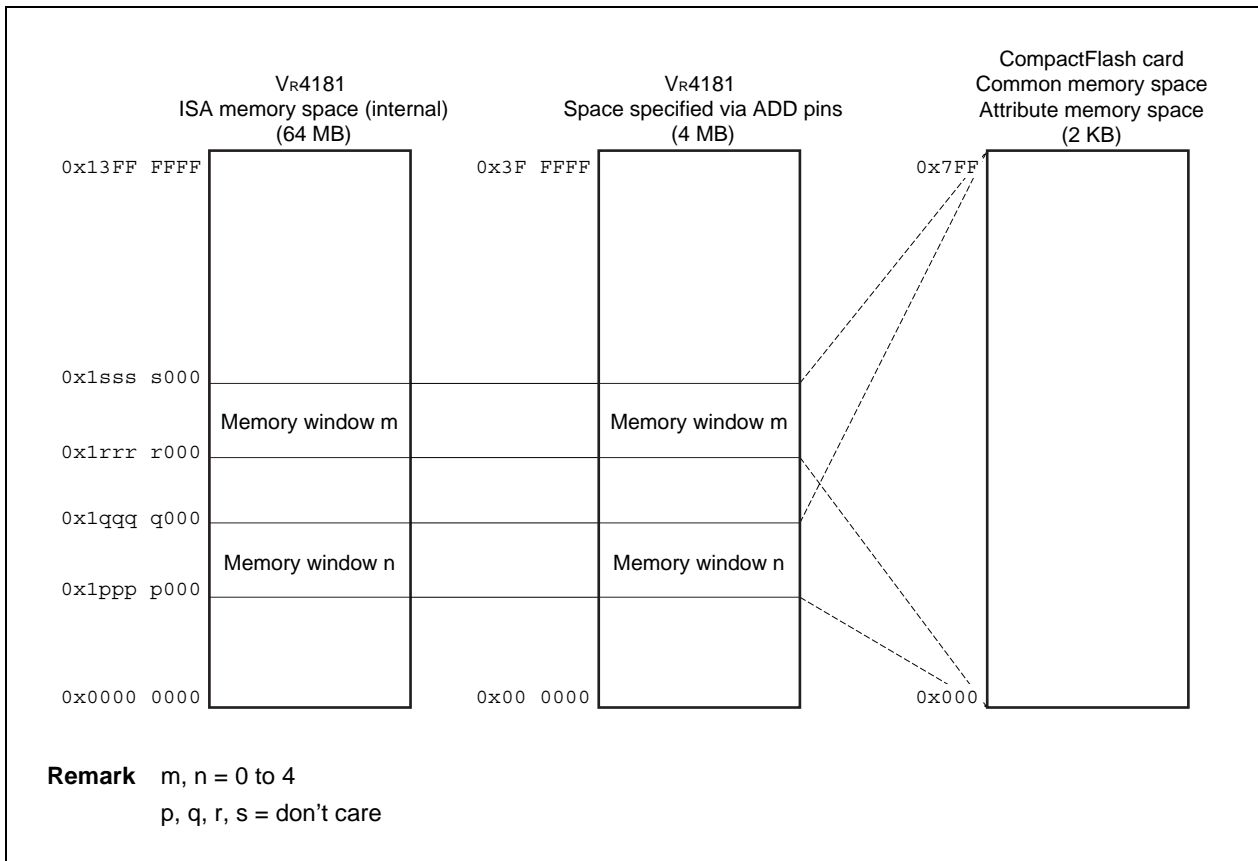 VR4181
ISA memory space (internal)
(64 MB)
VR4181
Space specified via ADD pins
(4 MB)
CompactFlash card
Common memory space
Attribute memory space
(2 KB)
0x13FF FFFF
0x3F FFFF
0x7FF
0x1sss s000
Memory window m
Memory window m
0x1rrr r000
0x1qqq q000
Memory window n
Memory window n
0x1ppp p000
0x0000 0000
0x00 0000
0x000
Remark m, n = 0 to 4
p, q, r, s = don't care